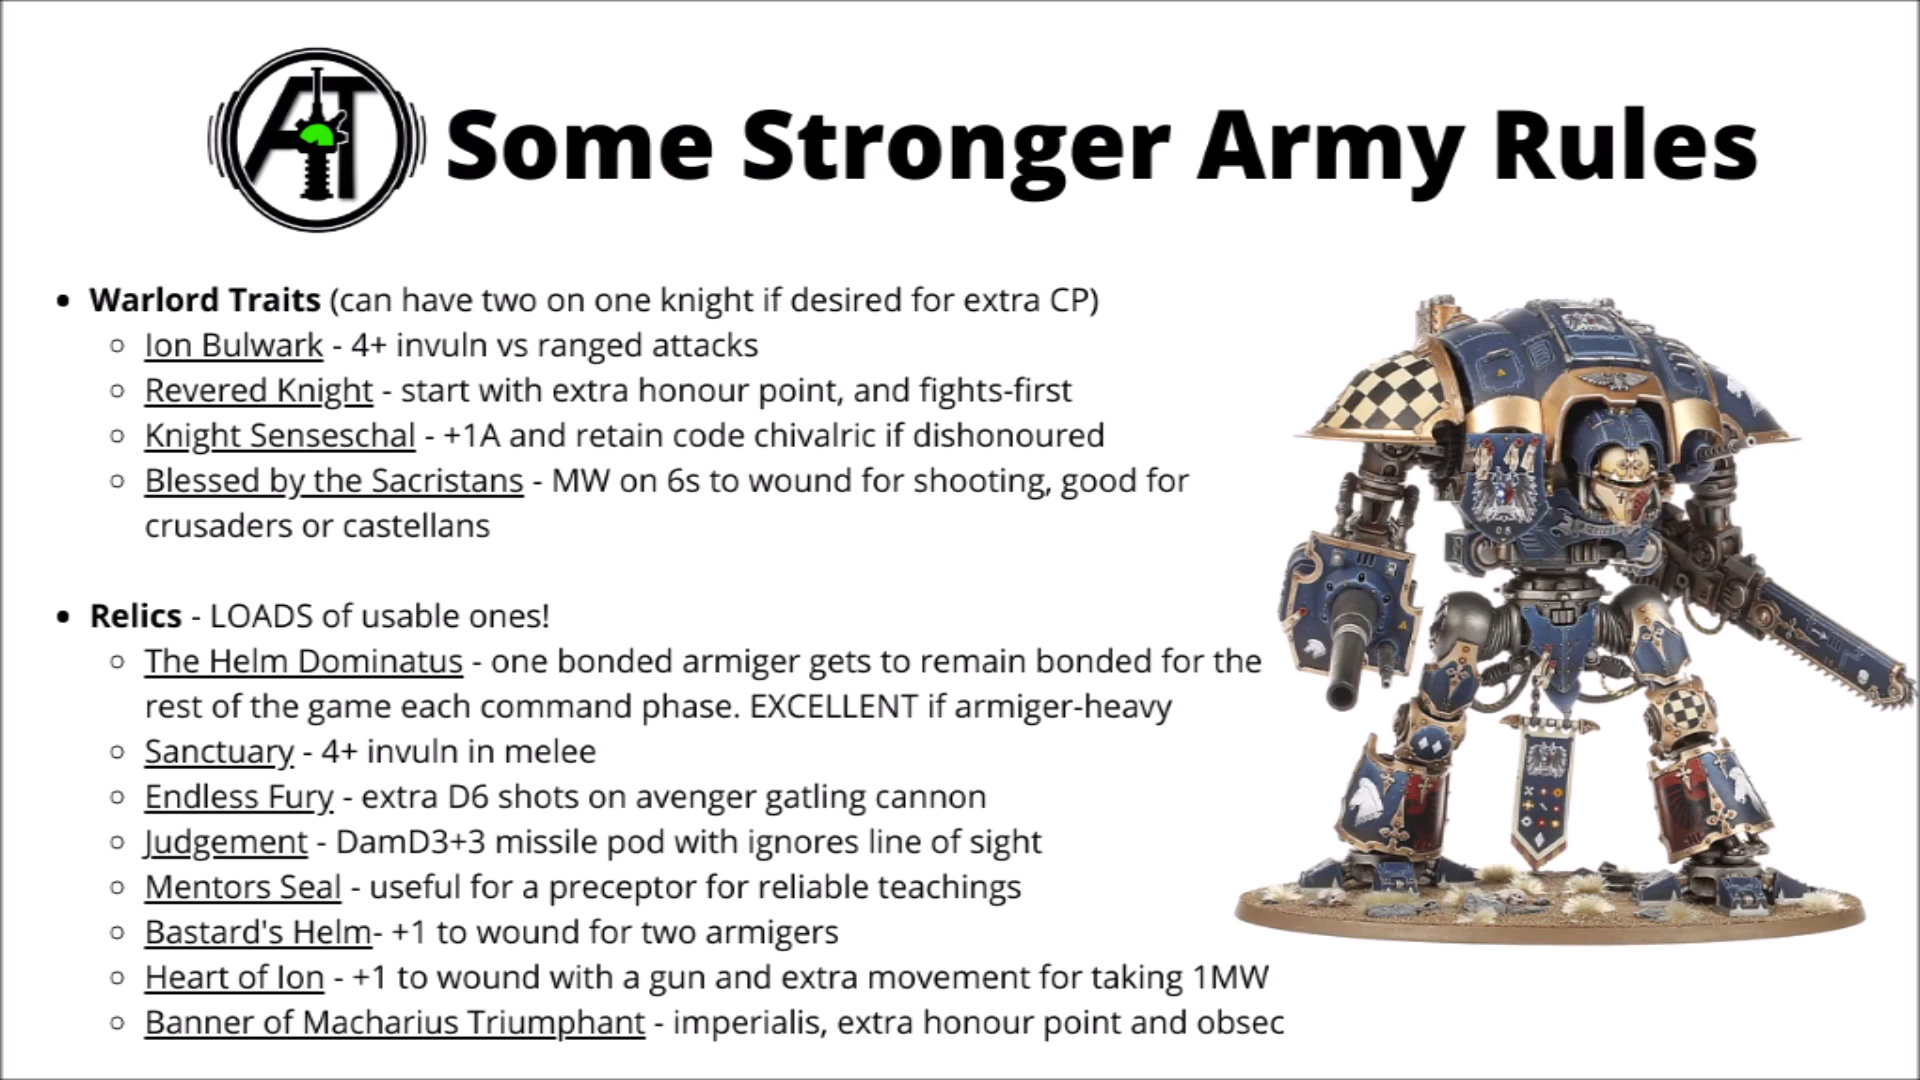 AT
Some Stronger Army Rules
• Warlord Traits (can have two on one knight if desired for extra CP)
○ Ion Bulwark - 4+ invuln vs ranged attacks
○ Revered Knight - start with extra honour point, and fights-first
○ Knight Senseschal - +1A and retain code chivalric if dishonoured
○ Blessed by the Sacristans - MW on 6s to wound for shooting, good for
crusaders or castellans
• Relics - LOADS of usable ones!
○ The Helm Dominatus - one bonded armiger gets to remain bonded for the
rest of the game each command phase. EXCELLENT if armiger-heavy
○ Sanctuary - 4+ invuln in melee
○ Endless Fury - extra D6 shots on avenger gatling cannon
○ Judgement - DamD3+3 missile pod with ignores line of sight
○ Mentors Seal - useful for a preceptor for reliable teachings
○ Bastard's Helm- +1 to wound for two armigers
○ Heart of Ion - +1 to wound with a gun and extra movement for taking 1MW
○ Banner of Macharius Triumphant - imperialis, extra honour point and obsec